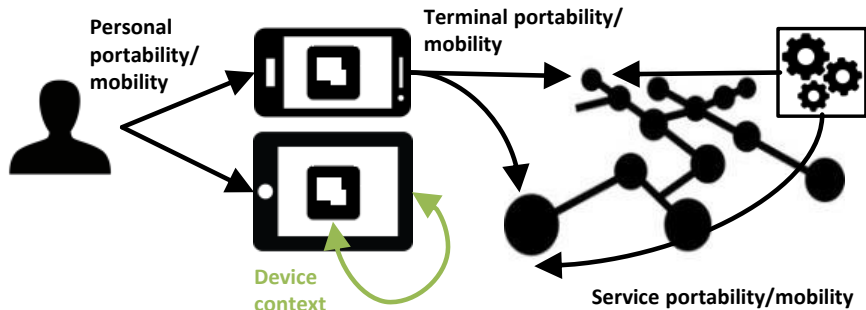 Personal
portability/
mobility
Terminal portability/
mobility
Device
context
Service portability/mobility